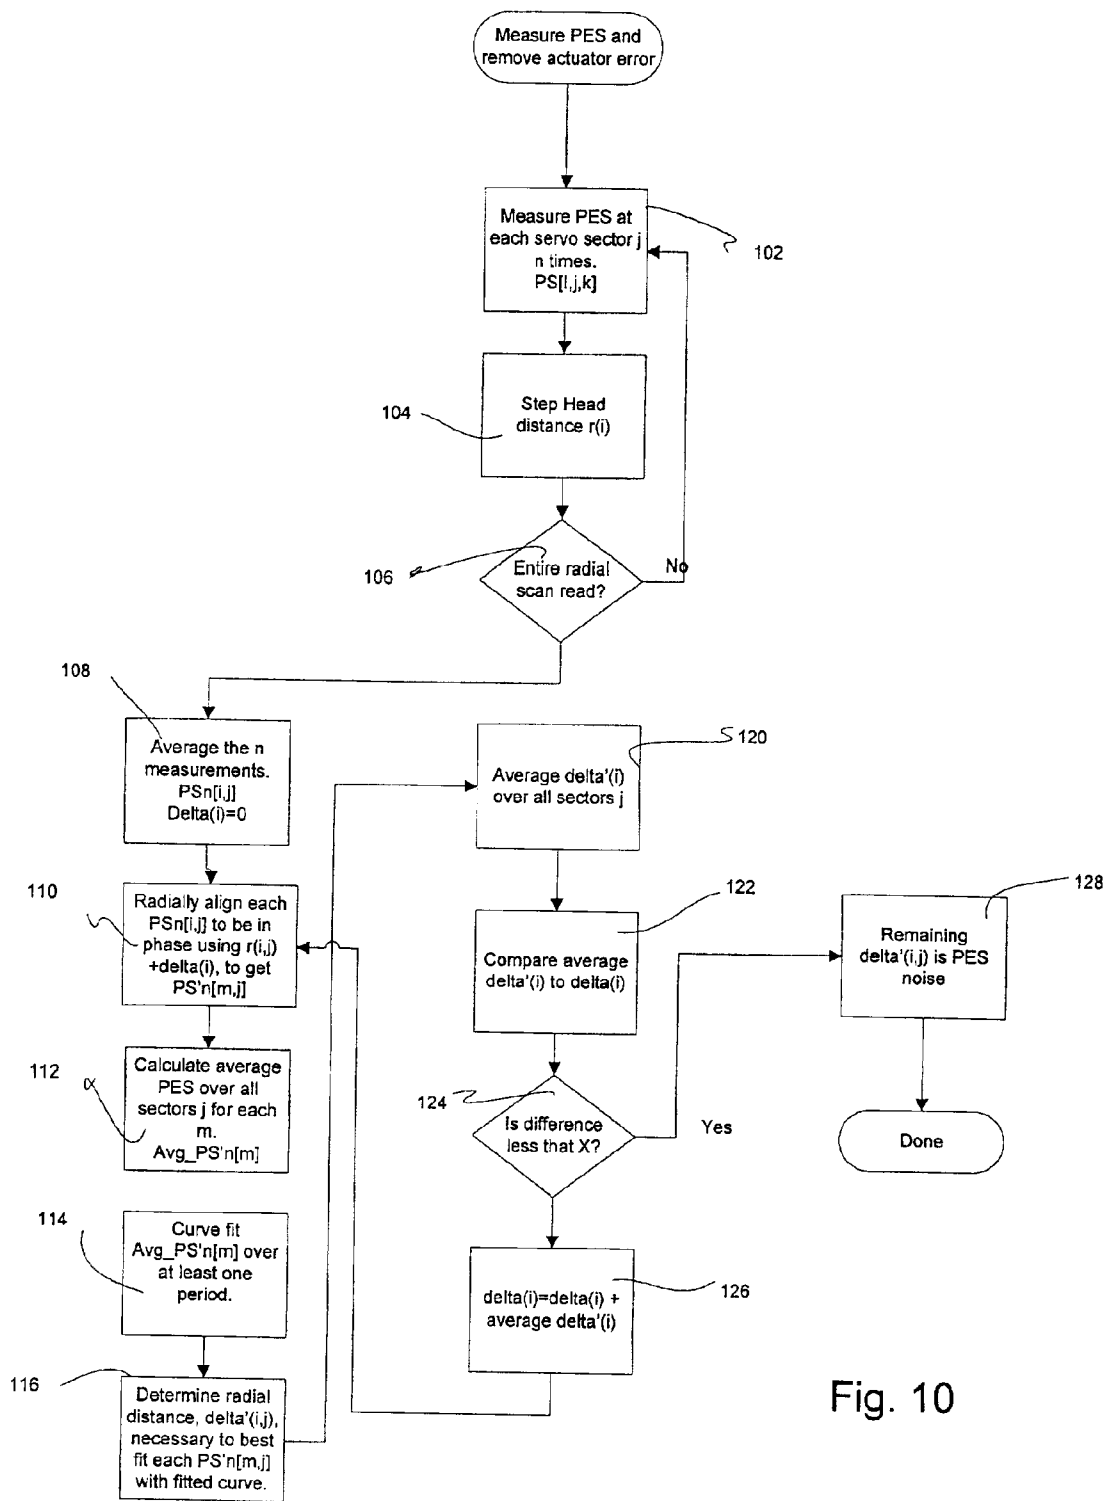 Measure PES and
remove actuator error
Measure PES at
each servo sector j
n times.
PS[i,j,k]
102
Step Head
distance r(i)
104
Entire radial
scan read?
106
No
108
Average the n
measurements.
PSn[i,j]
Delta(i)=0
110
Radially align each
PSn[i,j] to be in
phase using r(i,j)
+delta(i), to get
PS'n[m,j]
112
Calculate average
PES over all
sectors j for each
m.
Avg_PS'n[m]
114
Curve fit
Avg_PS'n[m] over
at least one
period.
116
Determine radial
distance, delta'(i,j),
necessary to best
fit each PS'n[m,j]
with fitted curve.
120
Average delta'(i)
over all sectors j
122
Compare average
delta'(i) to delta(i)
124
Is difference
less that X?
Yes
126
delta(i)=delta(i) +
average delta'(i)
128
Remaining
delta'(i,j) is PES
noise
Done
Fig. 10